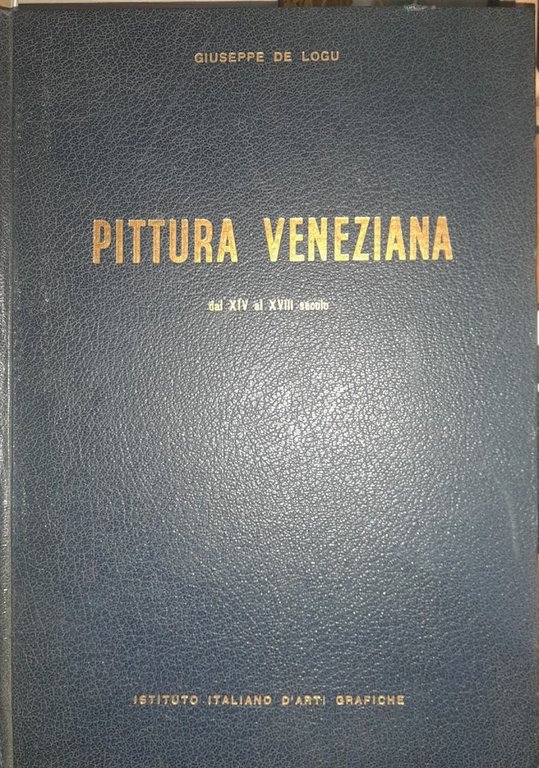 GIUSEPPE DE LOGU
PITTURA VENEZIANA
dal XIV al XVIII secolo
ISTITUTO ITALIANO D'ARTI GRAFICHE